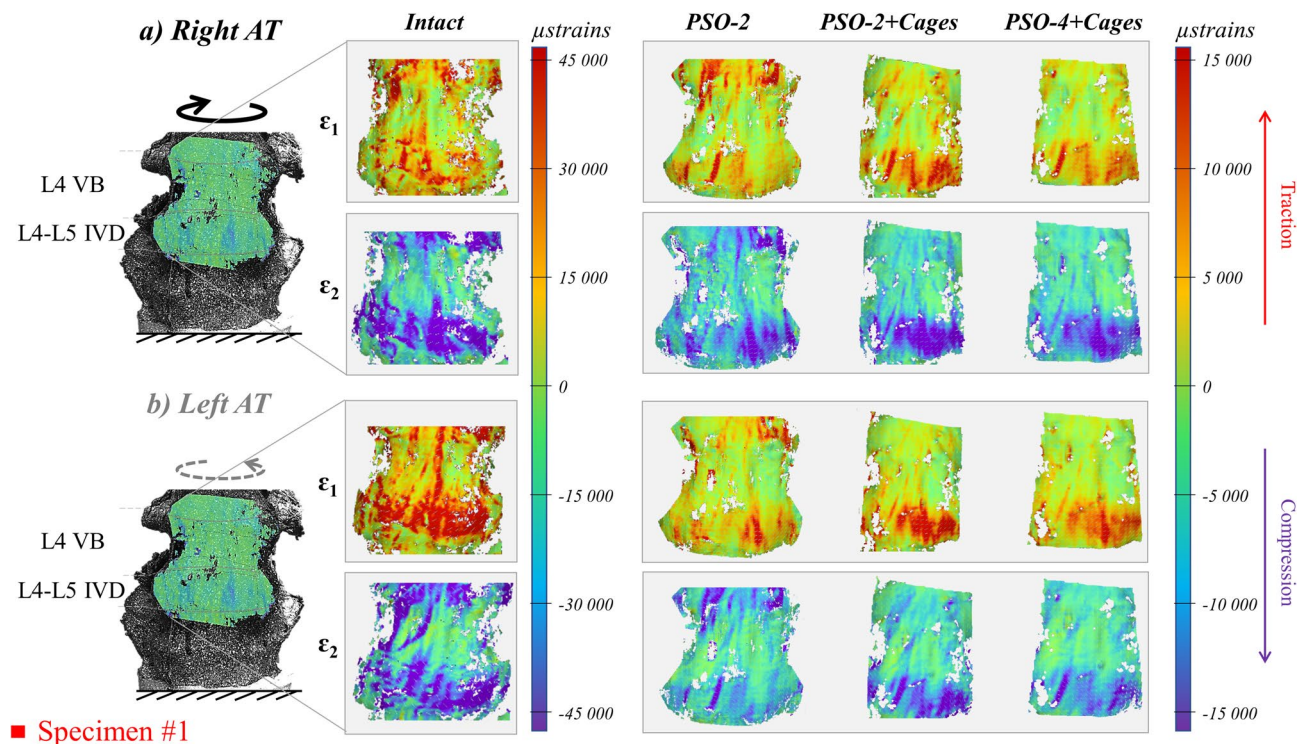 a) Right AT
Intact
µstrains
PSO-2
PSO-2+Cages
PSO-4+Cages
µstrains
45 000
30 000
15 000
0
-15 000
-30 000
-45 000
15 000
10 000
5 000
0
-5 000
-10 000
-15 000
Traction
Compression
L4 VB
L4-L5 IVD
ε1
ε2
b) Left AT
L4 VB
L4-L5 IVD
ε1
ε2
Specimen #1